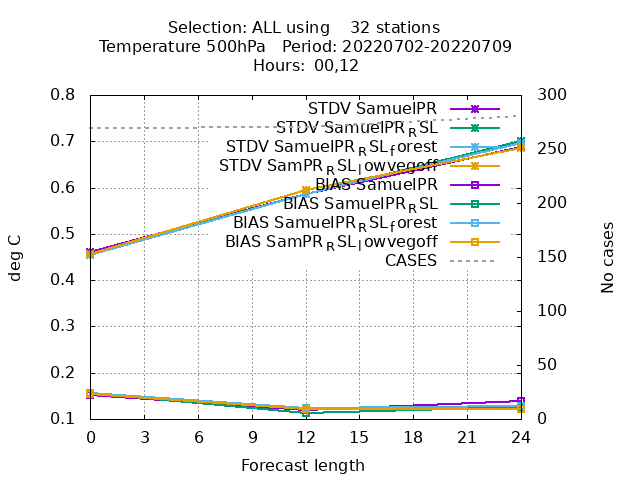 Selection: ALL using    32 stations
Temperature 500hPa   Period: 20220702-20220709
Hours:  00,12
0.8
0.7
0.6
0.5
0.4
0.3
0.2
0.1
deg C
STDV SamuelPR
STDV SamuelPR_RSL
STDV SamuelPR_RSL_forest
STDV SamPR_RSL_lowvegoff
BIAS SamuelPR
BIAS SamuelPR_RSL
BIAS SamuelPR_RSL_forest
BIAS SamPR_RSL_lowvegoff
CASES
300
250
200
150
100
50
0
No cases
0 3 6 9 12 15 18 21 24
Forecast length